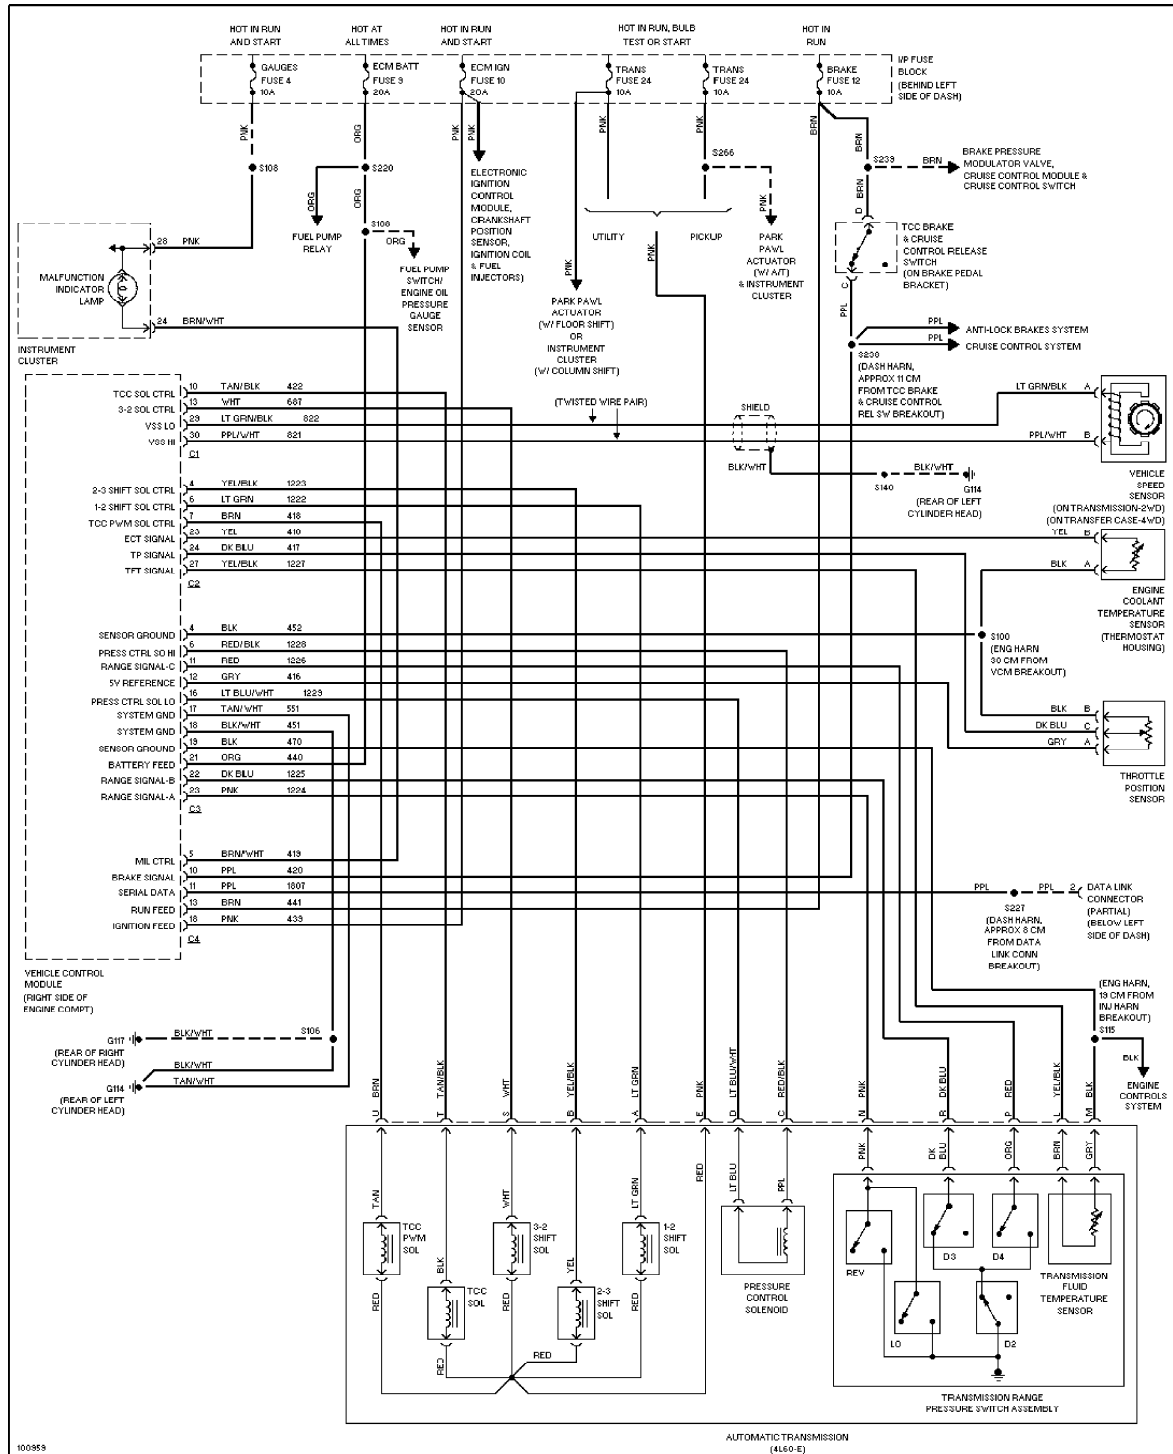 HOT IN RUN
AND START
HOT AT
ALL TIMES
HOT IN RUN
AND START
HOT IN RUN, BULB
TEST OR START
HOT IN
RUN
GAUGES
FUSE 4
10A
ECM BATT
FUSE 9
20A
ECM IGN
FUSE 10
20A
TRANS
FUSE 24
10A
TRANS
FUSE 24
10A
BRAKE
FUSE 12
10A
I/P FUSE
BLOCK
(BEHIND LEFT
SIDE OF DASH)
PNK
ORG
PNK
PNK
PNK
PNK
BRN
BRN
S108
S220
S266
S239
BRN
BRAKE PRESSURE
MODULATOR VALVE,
CRUISE CONTROL MODULE &
CRUISE CONTROL SWITCH
ORG
ORG
FUEL PUMP
RELAY
S100
ORG
FUEL PUMP
SWITCH/
ENGINE OIL
PRESSURE
GAUGE
SENSOR
ELECTRONIC
IGNITION
CONTROL
MODULE,
CRANKSHAFT
POSITION
SENSOR,
IGNITION COIL
& FUEL
INJECTORS)
UTILITY
PICKUP
PNK
PNK
PNK
PARK
PAWL
ACTUATOR
(W/ A/T)
& INSTRUMENT
CLUSTER
PARK PAWL
ACTUATOR
(W/ FLOOR SHIFT)
OR
INSTRUMENT
CLUSTER
(W/ COLUMN SHIFT)
BRN
D
TCC BRAKE
& CRUISE
CONTROL RELEASE
SWITCH
(ON BRAKE PEDAL
BRACKET)
C
PPL
PPL
ANTI-LOCK BRAKES SYSTEM
PPL
CRUISE CONTROL SYSTEM
S230
(DASH HARN,
APPROX 11 CM
FROM TCC BRAKE
& CRUISE CONTROL
REL SW BREAKOUT)
28 PNK
MALFUNCTION
INDICATOR
LAMP
24 BRN/WHT
INSTRUMENT
CLUSTER
TCC SOL CTRL 10 TAN/BLK 422
3-2 SOL CTRL 13 WHT 687
VSS LO 29 LT GRN/BLK 822
VSS HI 30 PPL/WHT 821
C1
2-3 SHIFT SOL CTRL 4 YEL/BLK 1223
1-2 SHIFT SOL CTRL 6 LT GRN 1222
TCC PWM SOL CTRL 7 BRN 418
ECT SIGNAL 23 YEL 410
TP SIGNAL 24 DK BLU 417
TFT SIGNAL 27 YEL/BLK 1227
C2
SENSOR GROUND 4 BLK 452
PRESS CTRL SO HI 6 RED/BLK 1228
RANGE SIGNAL-C 11 RED 1226
5V REFERENCE 12 GRY 416
PRESS CTRL SOL LO 16 LT BLU/WHT 1229
SYSTEM GND 17 TAN/WHT 551
SYSTEM GND 18 BLK/WHT 451
SENSOR GROUND 19 BLK 470
BATTERY FEED 21 ORG 440
RANGE SIGNAL-B 22 DK BLU 1225
RANGE SIGNAL-A 23 PNK 1224
C3
MIL CTRL 5 BRN/WHT 419
BRAKE SIGNAL 10 PPL 420
SERIAL DATA 11 PPL 1807
RUN FEED 13 BRN 441
IGNITION FEED 18 PNK 439
C4
VEHICLE CONTROL
MODULE
(RIGHT SIDE OF
ENGINE COMPT)
(TWISTED WIRE PAIR)
SHIELD
BLK/WHT
S140
BLK/WHT
G114
(REAR OF LEFT
CYLINDER HEAD)
LT GRN/BLK A
PPL/WHT B
VEHICLE
SPEED
SENSOR
(ON TRANSMISSION-2WD)
(ON TRANSFER CASE-4WD)
YEL B
BLK A
ENGINE
COOLANT
TEMPERATURE
SENSOR
(THERMOSTAT
HOUSING)
S100
(ENG HARN
30 CM FROM
VCM BREAKOUT)
BLK B
DK BLU C
GRY A
THROTTLE
POSITION
SENSOR
PPL
PPL
2
DATA LINK
CONNECTOR
(PARTIAL)
(BELOW LEFT
SIDE OF DASH)
S227
(DASH HARN,
APPROX 8 CM
FROM DATA
LINK CONN
BREAKOUT)
(ENG HARN,
19 CM FROM
INJ HARN
BREAKOUT)
S115
BLK
ENGINE
CONTROLS
SYSTEM
G117
BLK/WHT
S106
(REAR OF RIGHT
CYLINDER HEAD)
BLK/WHT
G114
TAN/WHT
(REAR OF LEFT
CYLINDER HEAD)
U BRN
T TAN/BLK
S WHT
B YEL/BLK
A LT GRN
E PNK
D LT BLU/WHT
C RED/BLK
N PNK
R DK BLU
P RED
L YEL/BLK
M BLK
TAN
BLK
WHT
YEL
LT GRN
RED
LT BLU
PPL
PNK
DK
BLU
ORG
BRN
GRY
TCC
PWM
SOL
3-2
SHIFT
SOL
1-2
SHIFT
SOL
TCC
SOL
2-3
SHIFT
SOL
RED
RED
RED
RED
RED
RED
PRESSURE
CONTROL
SOLENOID
REV
D3
D4
LO
D2
TRANSMISSION
FLUID
TEMPERATURE
SENSOR
TRANSMISSION RANGE
PRESSURE SWITCH ASSEMBLY
AUTOMATIC TRANSMISSION
(4L60-E)
100959